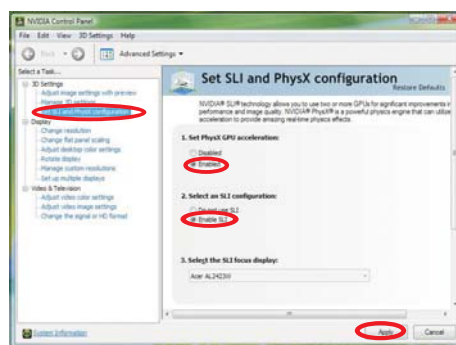 NVIDIA Control Panel
File Edit View 3D Settings Help
Advanced Settings
Select a Task...
3D Settings
Adjust image settings with preview
Manage 3D settings
Set SLI and PhysX configuration
Display
Change resolution
Change flat panel scaling
Adjust desktop color settings
Rotate display
Manage custom resolutions
Set up multiple displays
Video & Television
Adjust video color settings
Adjust video image settings
Change the signal or HD format
System Information
Set SLI and PhysX configuration
Restore Defaults
NVIDIA® SLI® technology allows you to use two or more GPUs for significant improvements in
performance and image quality. NVIDIA® PhysX® is a powerful physics engine that can utilize
acceleration to provide amazing real-time physics effects.
1. Set PhysX GPU acceleration:
Disabled
Enabled
2. Select an SLI configuration:
Do not use SLI
Enable SLI
3. Select the SLI focus display:
Acer AL2423W
Apply
Cancel